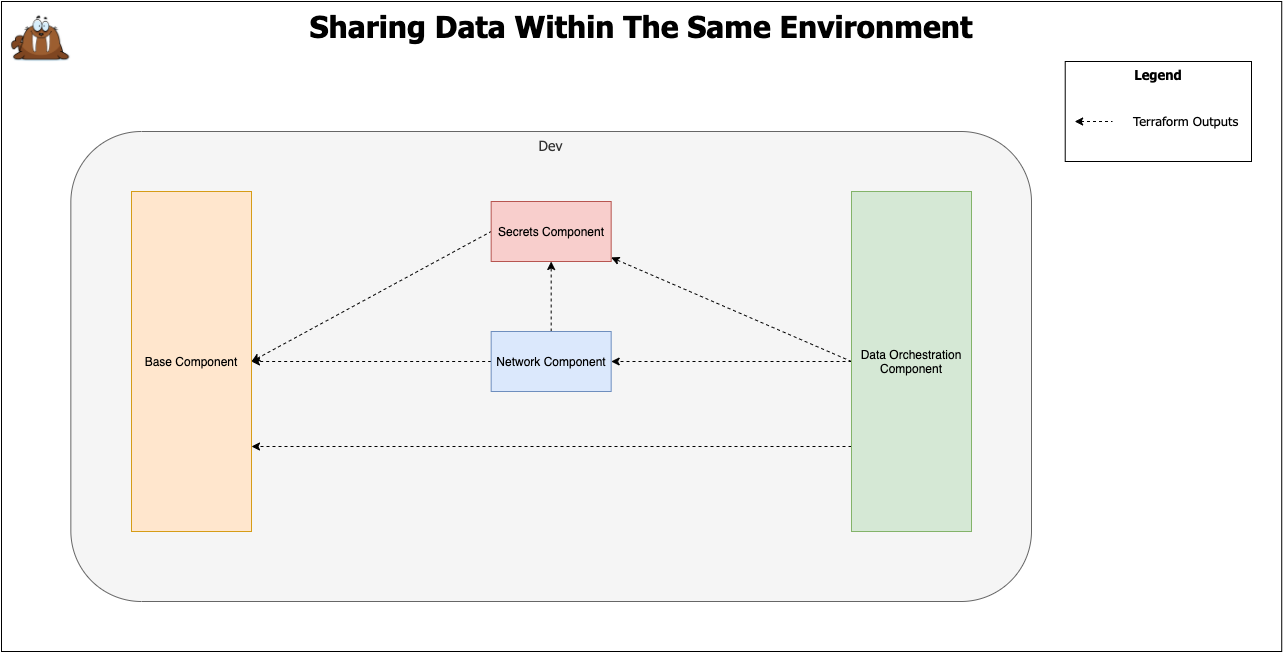 Sharing Data Within The Same Environment
Legend
Terraform Outputs
Dev
Secrets Component
Base Component
Network Component
Data Orchestration
Component